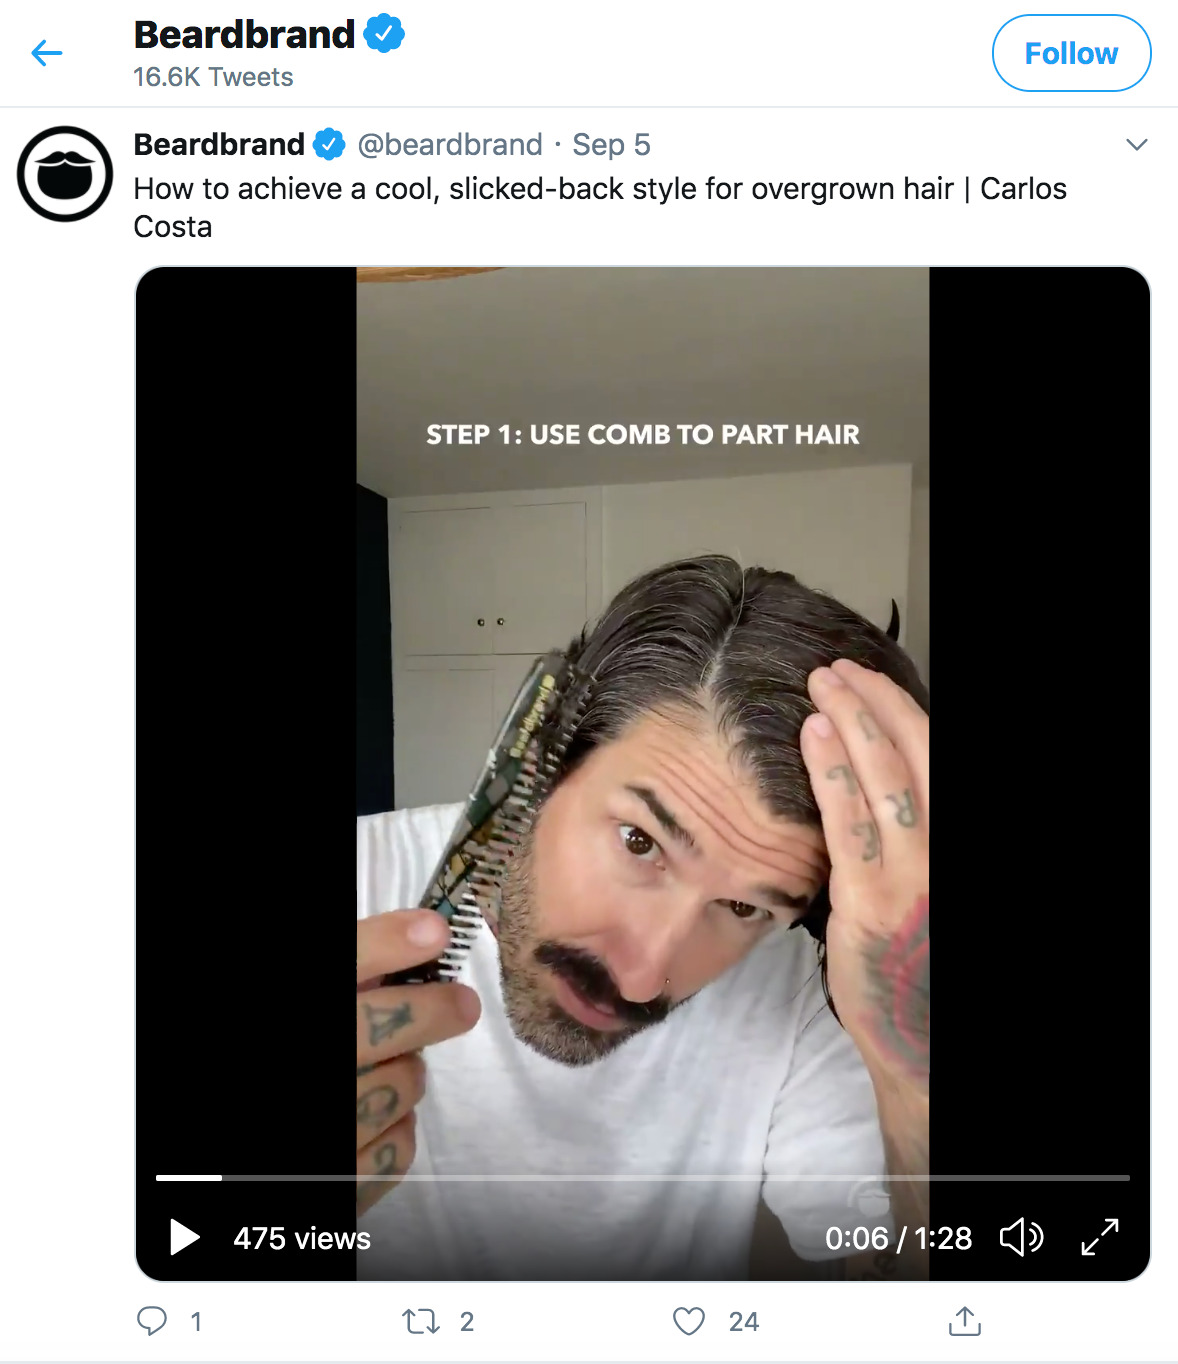 Beardbrand
16.6K Tweets
Follow
Beardbrand @beardbrand · Sep 5
How to achieve a cool, slicked-back style for overgrown hair | Carlos
Costa
STEP 1: USE COMB TO PART HAIR
Beardbrand
475 views
0:06 / 1:28
1
2
24